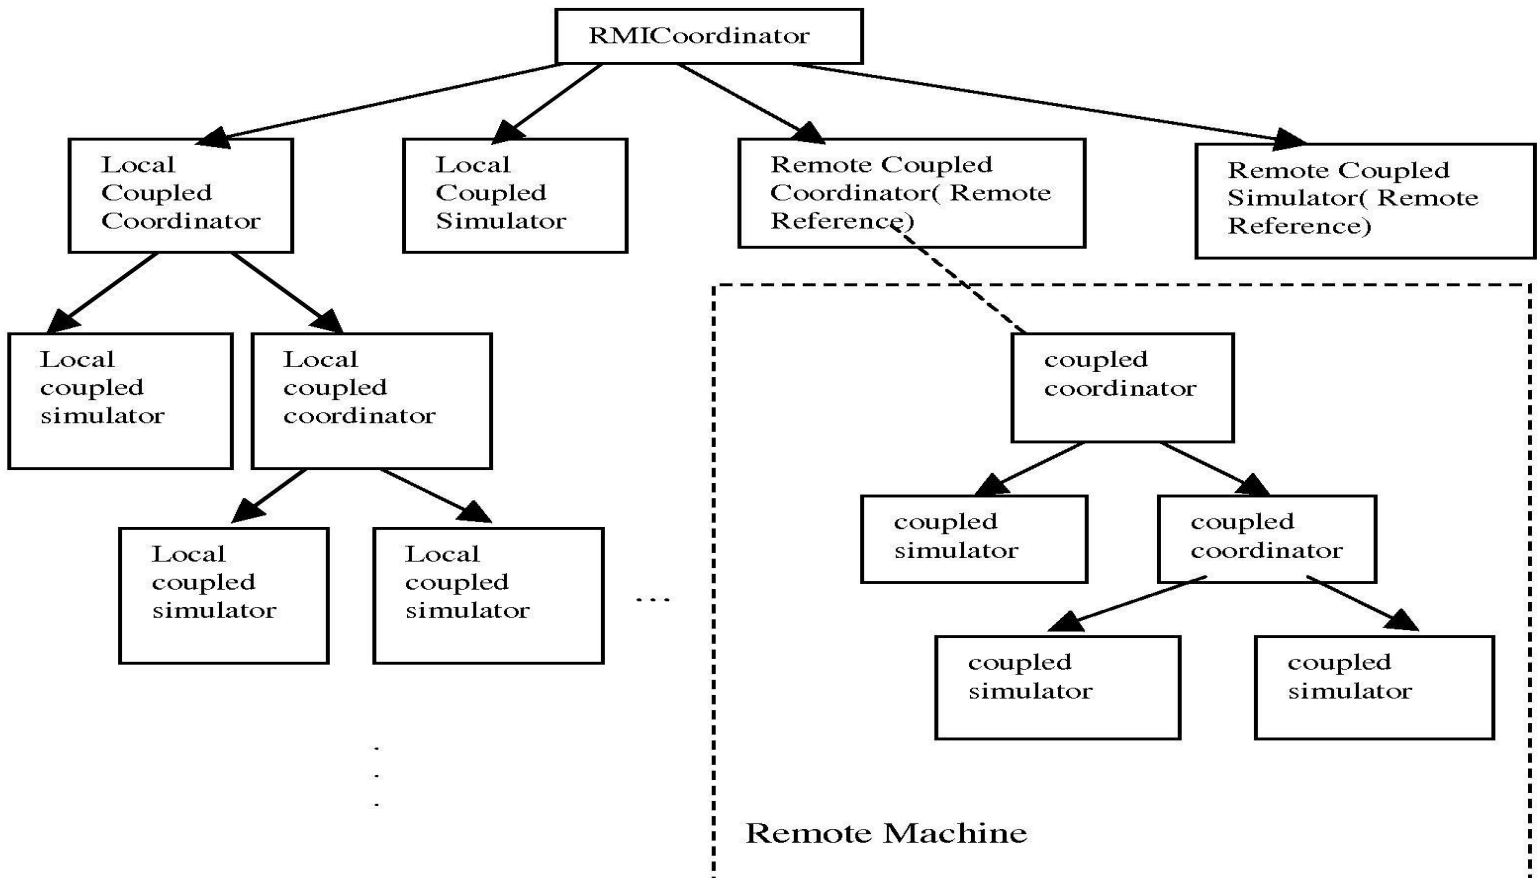 RMICoordinator
Local
Coupled
Coordinator
Local
Coupled
Simulator
Remote Coupled
Coordinator( Remote
Reference)
Remote Coupled
Simulator( Remote
Reference)
Local
coupled
simulator
Local
coupled
coordinator
coupled
coordinator
coupled
simulator
coupled
coordinator
Local
coupled
simulator
Local
coupled
simulator
...
coupled
simulator
coupled
simulator
.
.
.
Remote Machine